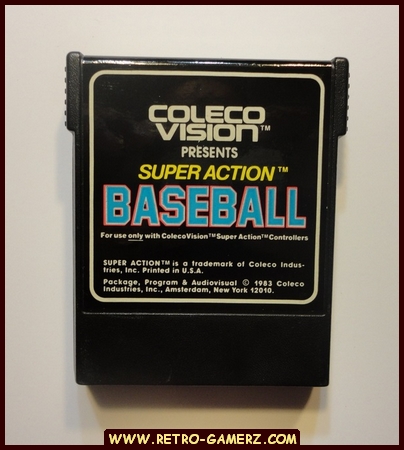 COLECO
VISION™
PRESENTS
SUPER ACTION™
BASEBALL
For use only with ColecoVision™ Super Action™ Controllers
SUPER ACTION™ is a trademark of Coleco Indus-
tries, Inc. Printed in U.S.A.
Package, Program & Audiovisual © 1983 Coleco
Industries, Inc., Amsterdam, New York 12010.
WWW.RETRO-GAMERZ.COM